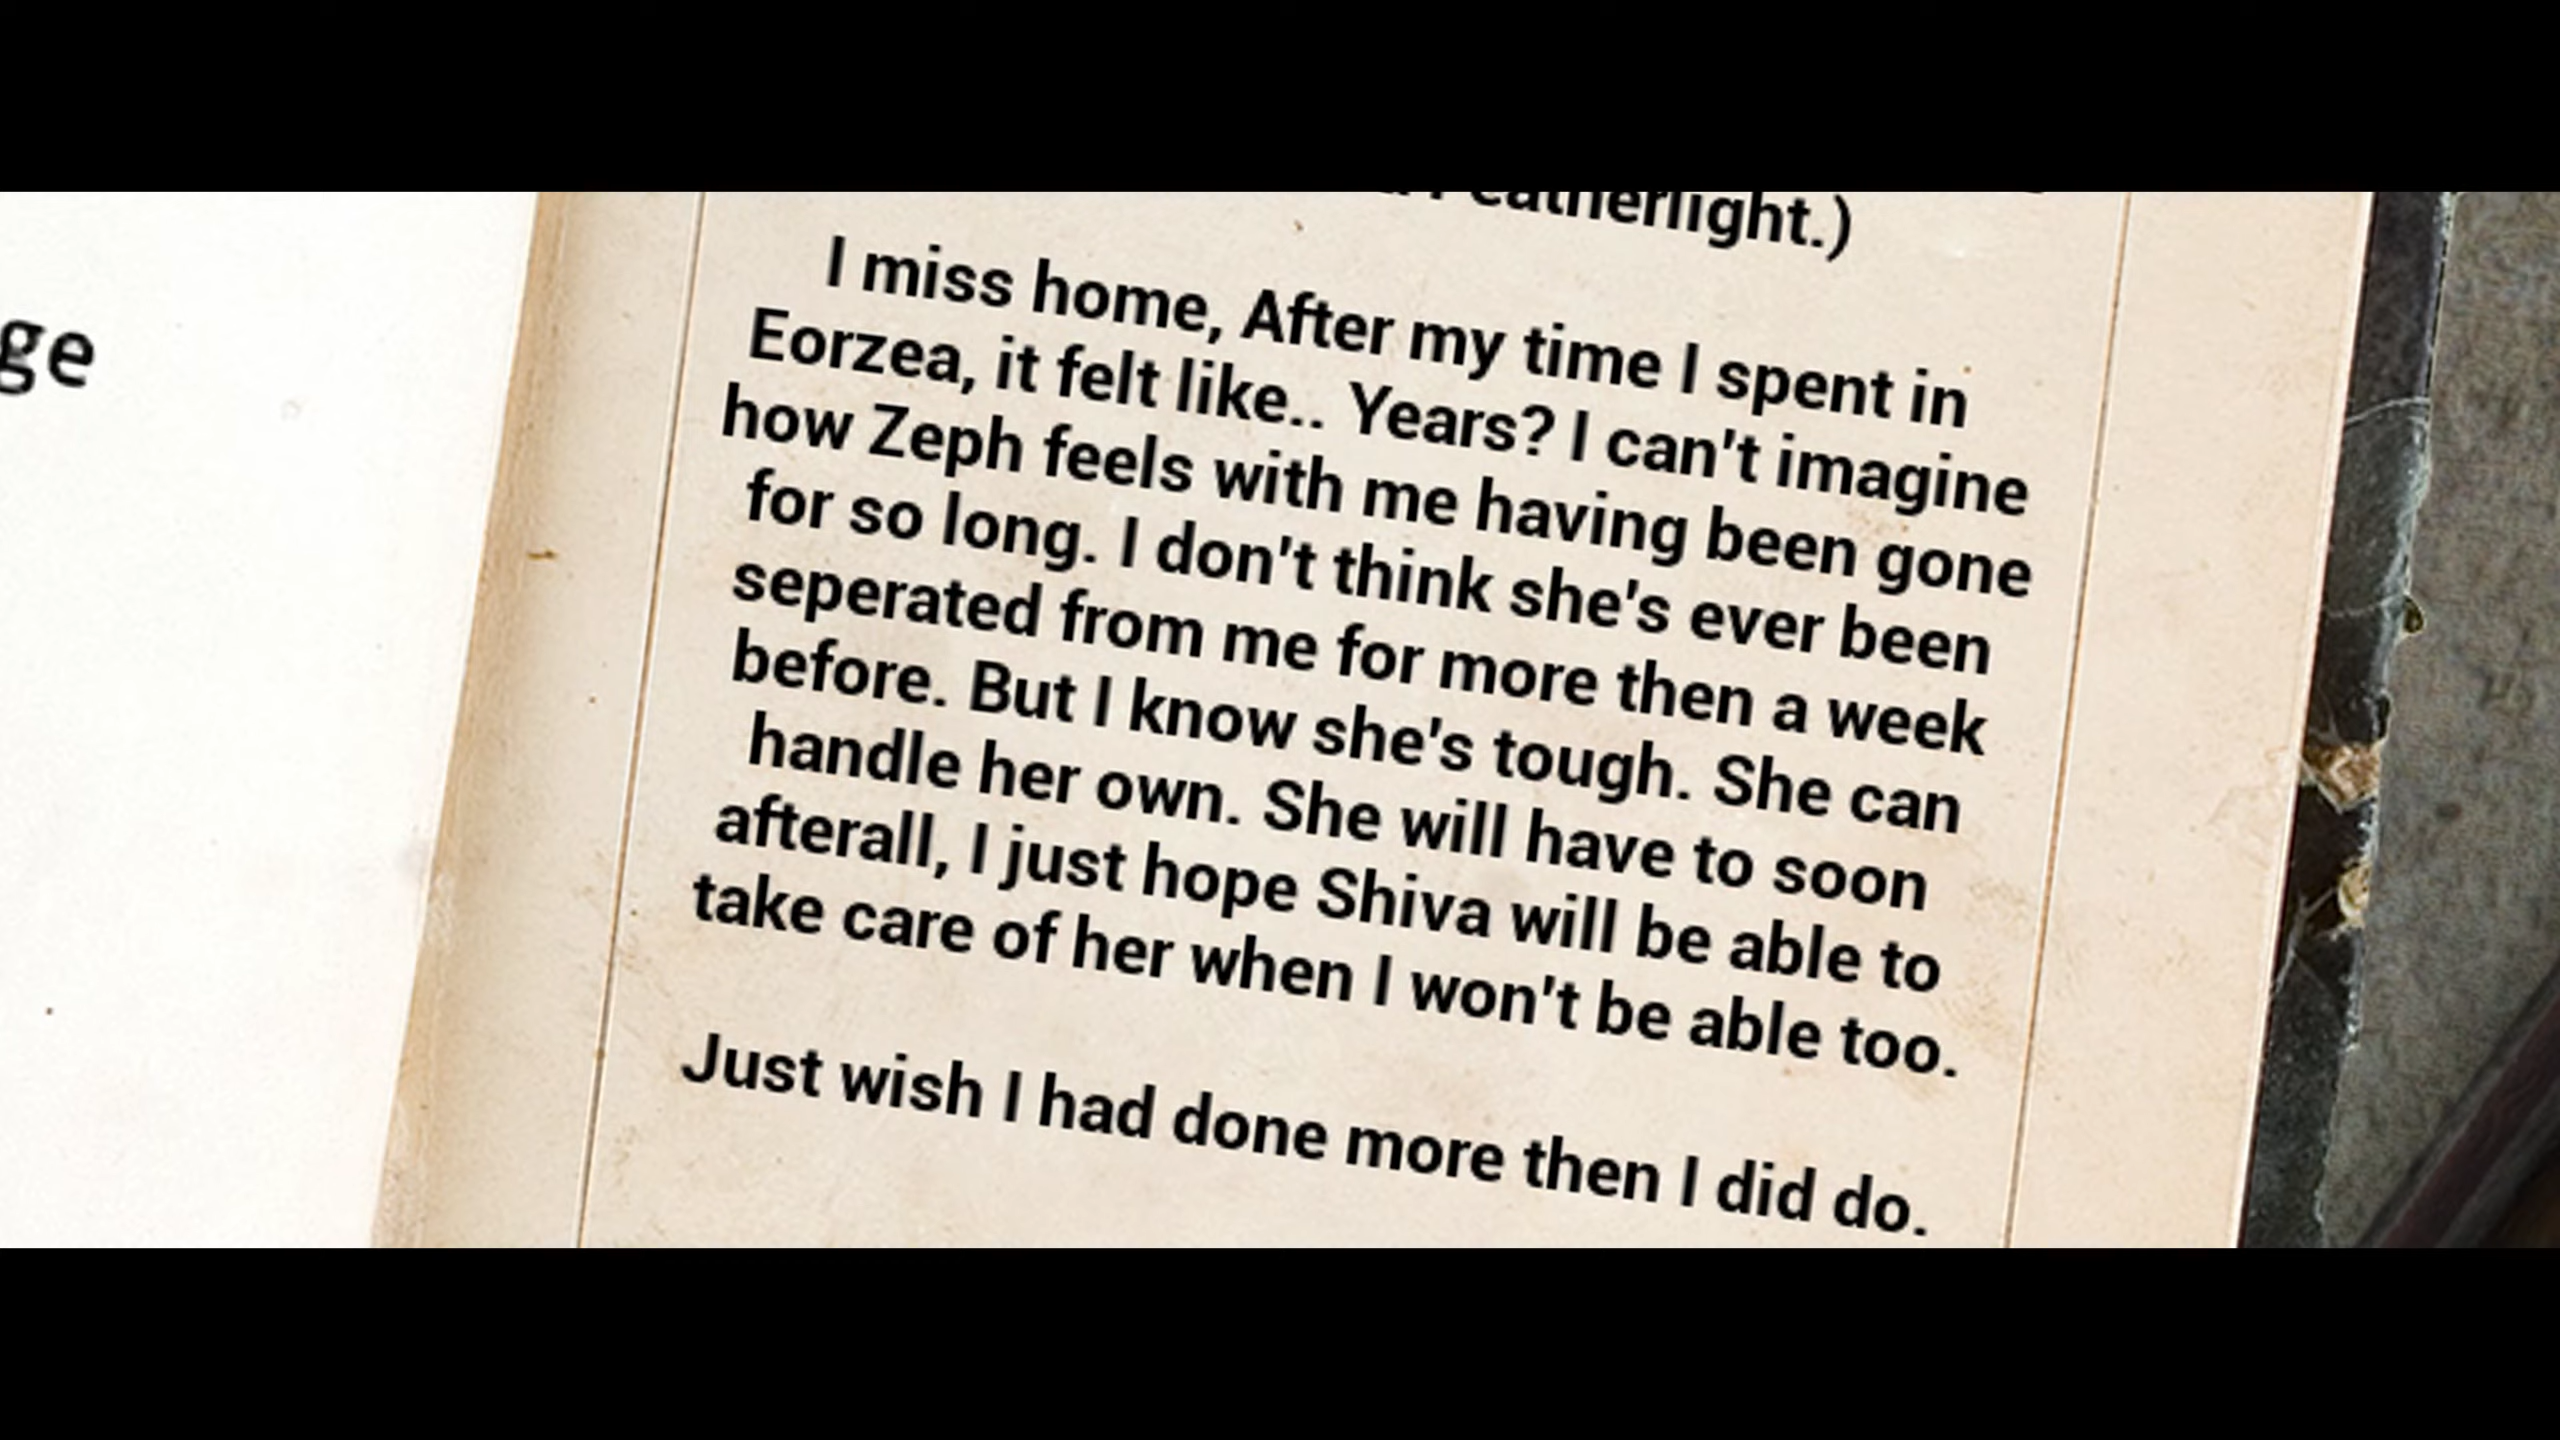 ge
Featherlight.)
I miss home, After my time I spent in
Eorzea, it felt like.. Years? I can't imagine
how Zeph feels with me having been gone
for so long. I don't think she's ever been
seperated from me for more then a week
before. But I know she's tough. She can
handle her own. She will have to soon
afterall, I just hope Shiva will be able to
take care of her when I won't be able too.
Just wish I had done more then I did do.